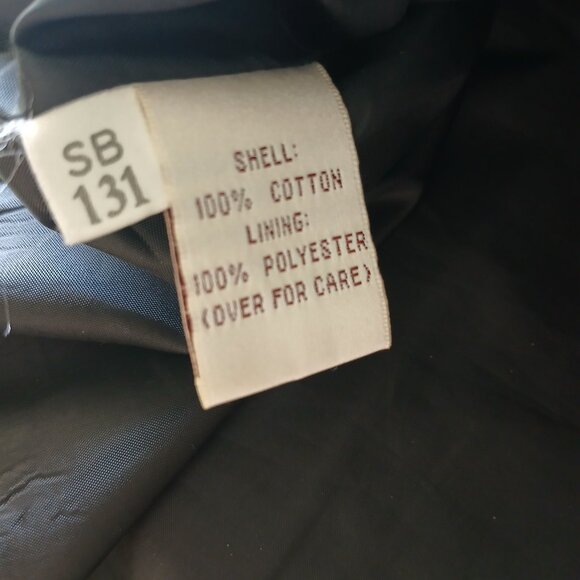 SB
131
SHELL:
100% COTTON
LINING:
100% POLYESTER
(OVER FOR CARE)